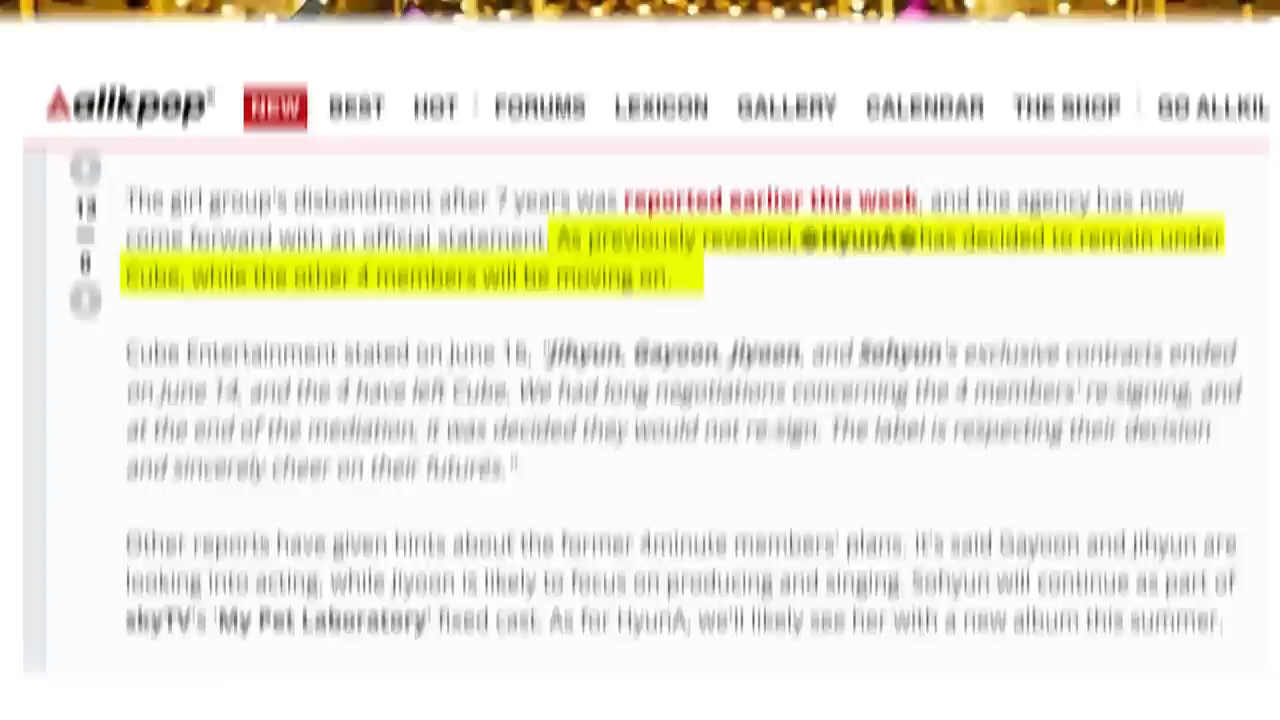 allkpop
NEW BEST HOT FORUMS LEXICON GALLERY CALENDAR THE SHOP GO ALLKIL
13
8
The girl group's disbandment after 7 years was reported earlier this week, and the agency has now
come forward with an official statement. As previously revealed, HyunA has decided to remain under
Cube, while the other 4 members will be moving on.
Cube Entertainment stated on June 15, "Jihyun, Gayoon, Jiyoon, and Sohyun's exclusive contracts ended
on June 14, and the 4 have left Cube. We had long negotiations concerning the 4 members' re-signing, and
at the end of the mediation, it was decided they would not re-sign. The label is respecting their decision
and sincerely cheer on their futures."
Other reports have given hints about the former 4minute members' plans. It's said Gayoon and Jihyun are
looking into acting, while Jiyoon is likely to focus on producing and singing. Sohyun will continue as part of
skyTV's 'My Pet Laboratory' fixed cast. As for HyunA, we'll likely see her with a new album this summer.